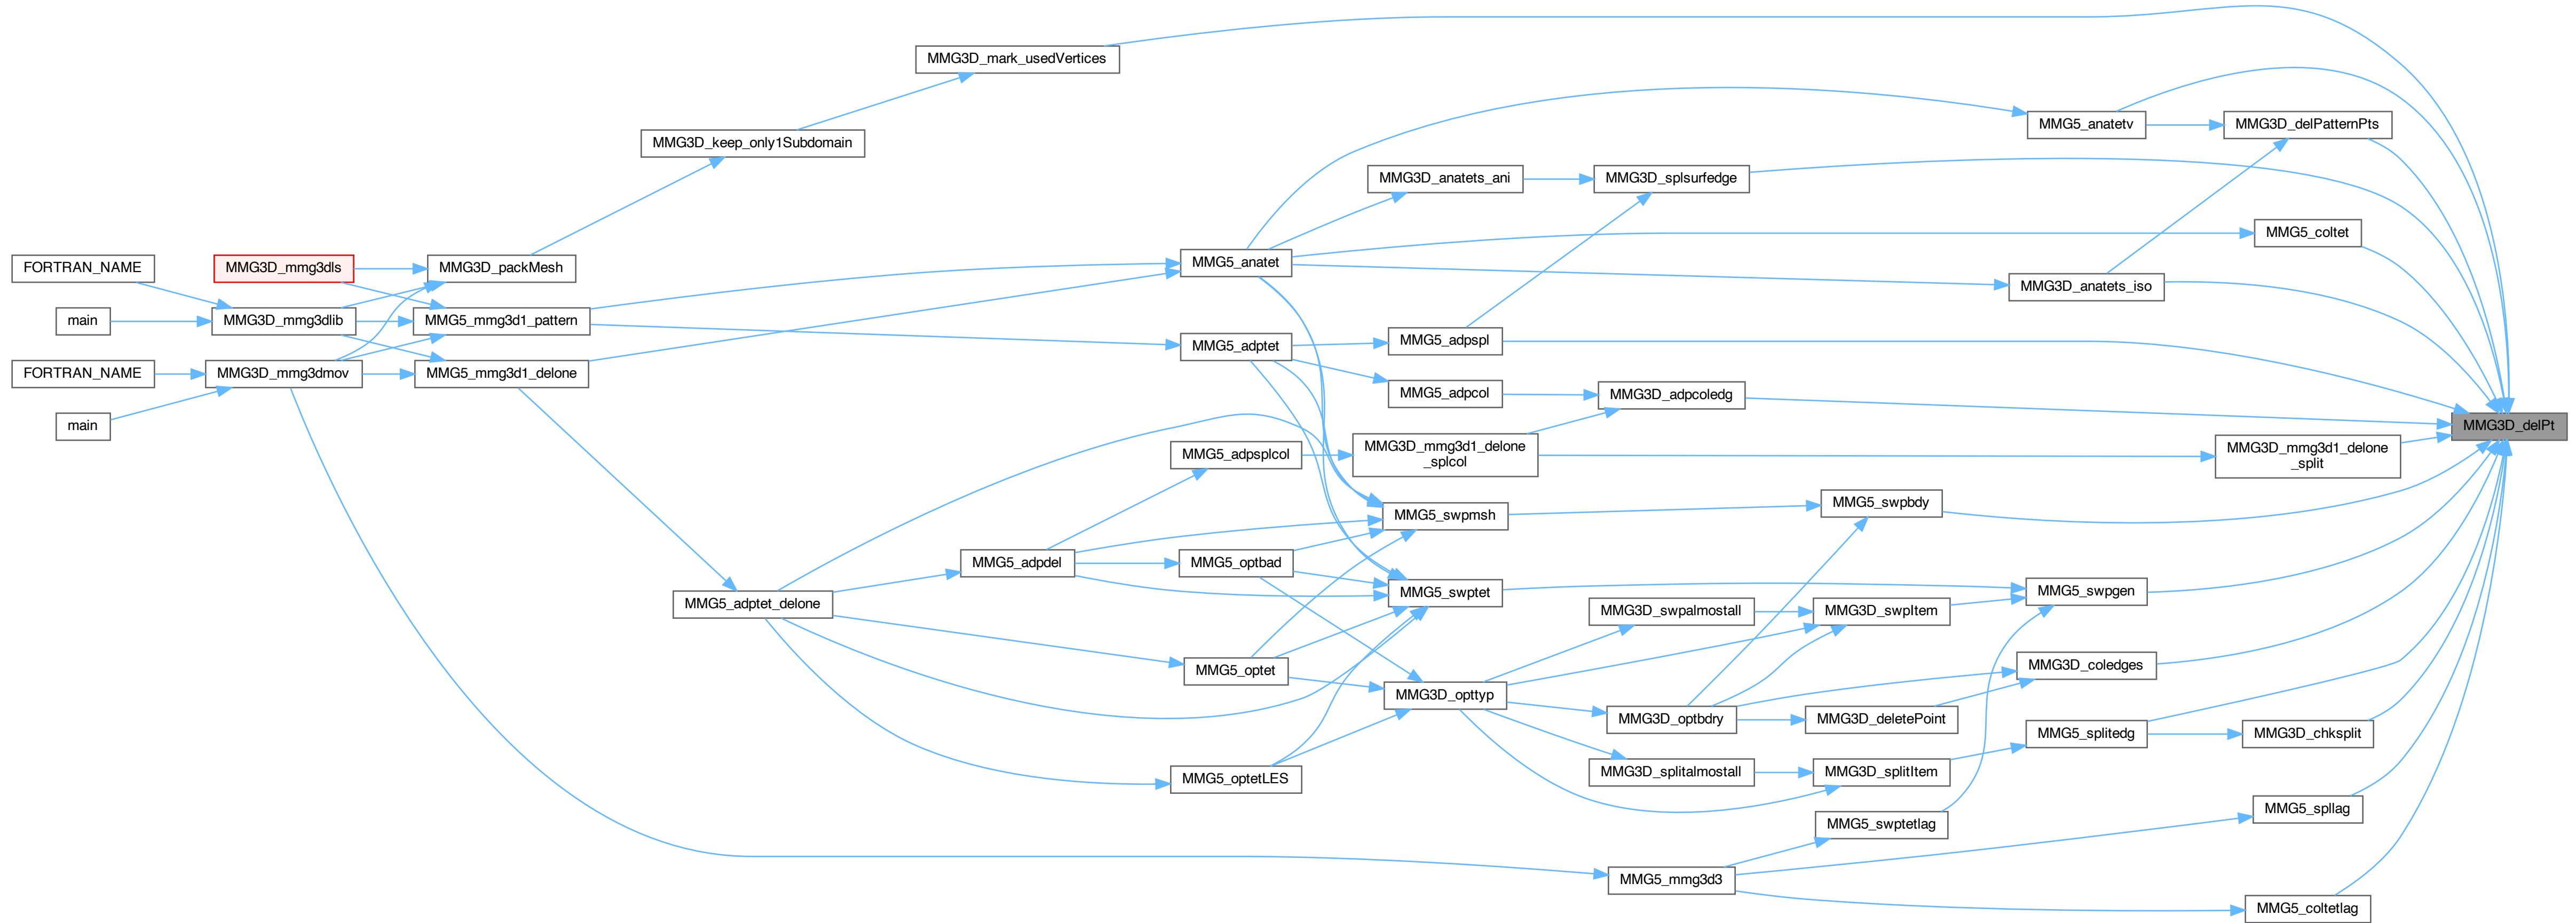 MMG3D_mark_usedVertices
MMG5_anatetv
MMG3D_delPatternPts
MMG3D_keep_only1Subdomain
MMG3D_anatets_ani
MMG3D_splsurfedge
MMG5_coltet
FORTRAN_NAME
MMG3D_mmg3dls
MMG3D_packMesh
MMG5_anatet
MMG3D_anatets_iso
main
MMG3D_mmg3dlib
MMG5_mmg3d1_pattern
MMG5_adptet
MMG5_adpspl
FORTRAN_NAME
MMG3D_mmg3dmov
MMG5_mmg3d1_delone
MMG5_adpcol
MMG3D_adpcoledg
main
MMG3D_delPt
MMG5_adpsplcol
MMG3D_mmg3d1_delone
_splcol
MMG3D_mmg3d1_delone
_split
MMG5_swpmsh
MMG5_swpbdy
MMG5_adpdel
MMG5_optbad
MMG5_swptet
MMG5_swpgen
MMG5_adptet_delone
MMG3D_swpalmostall
MMG3D_swpItem
MMG5_optet
MMG3D_coledges
MMG3D_opttyp
MMG3D_optbdry
MMG3D_deletePoint
MMG5_splitedg
MMG3D_chksplit
MMG5_optetLES
MMG3D_splitalmostall
MMG3D_splitItem
MMG5_spllag
MMG5_swptetlag
MMG5_mmg3d3
MMG5_coltetlag